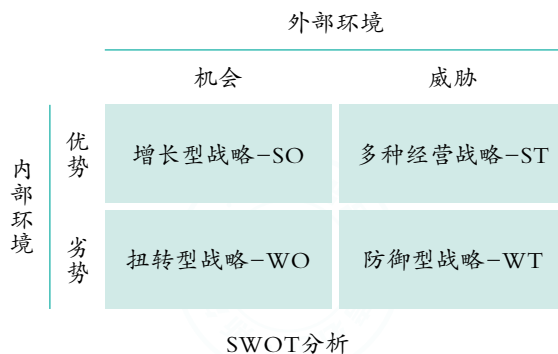 外部环境
机会 威胁
内部环境
优势 增长型战略-SO 多种经营战略-ST
劣势 扭转型战略-WO 防御型战略-WT
SWOT分析